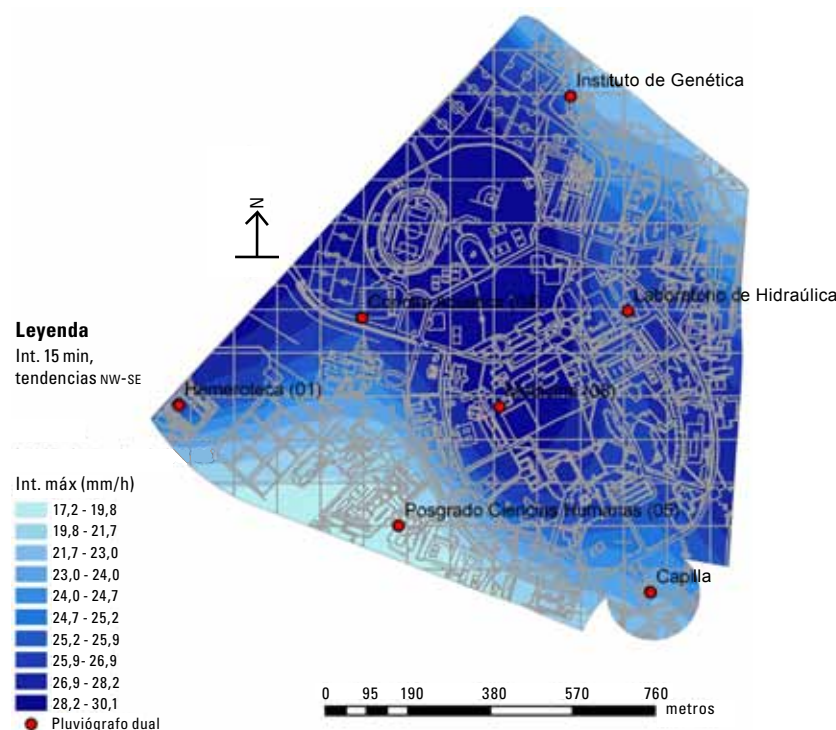 Instituto de Genética
N
Laboratorio de Hidraúlica
Leyenda
Int. 15 min,
tendencias NW-SE
Hemeroteca (01)
Posgrado Ciencias Humanas (05)
Capilla
Int. máx (mm/h)
17,2 - 19,8
19,8 - 21,7
21,7 - 23,0
23,0 - 24,0
24,0 - 24,7
24,7 - 25,2
25,2 - 25,9
25,9- 26,9
26,9 - 28,2
28,2 - 30,1
Pluviógrafo dual
0 95 190 380 570 760
metros